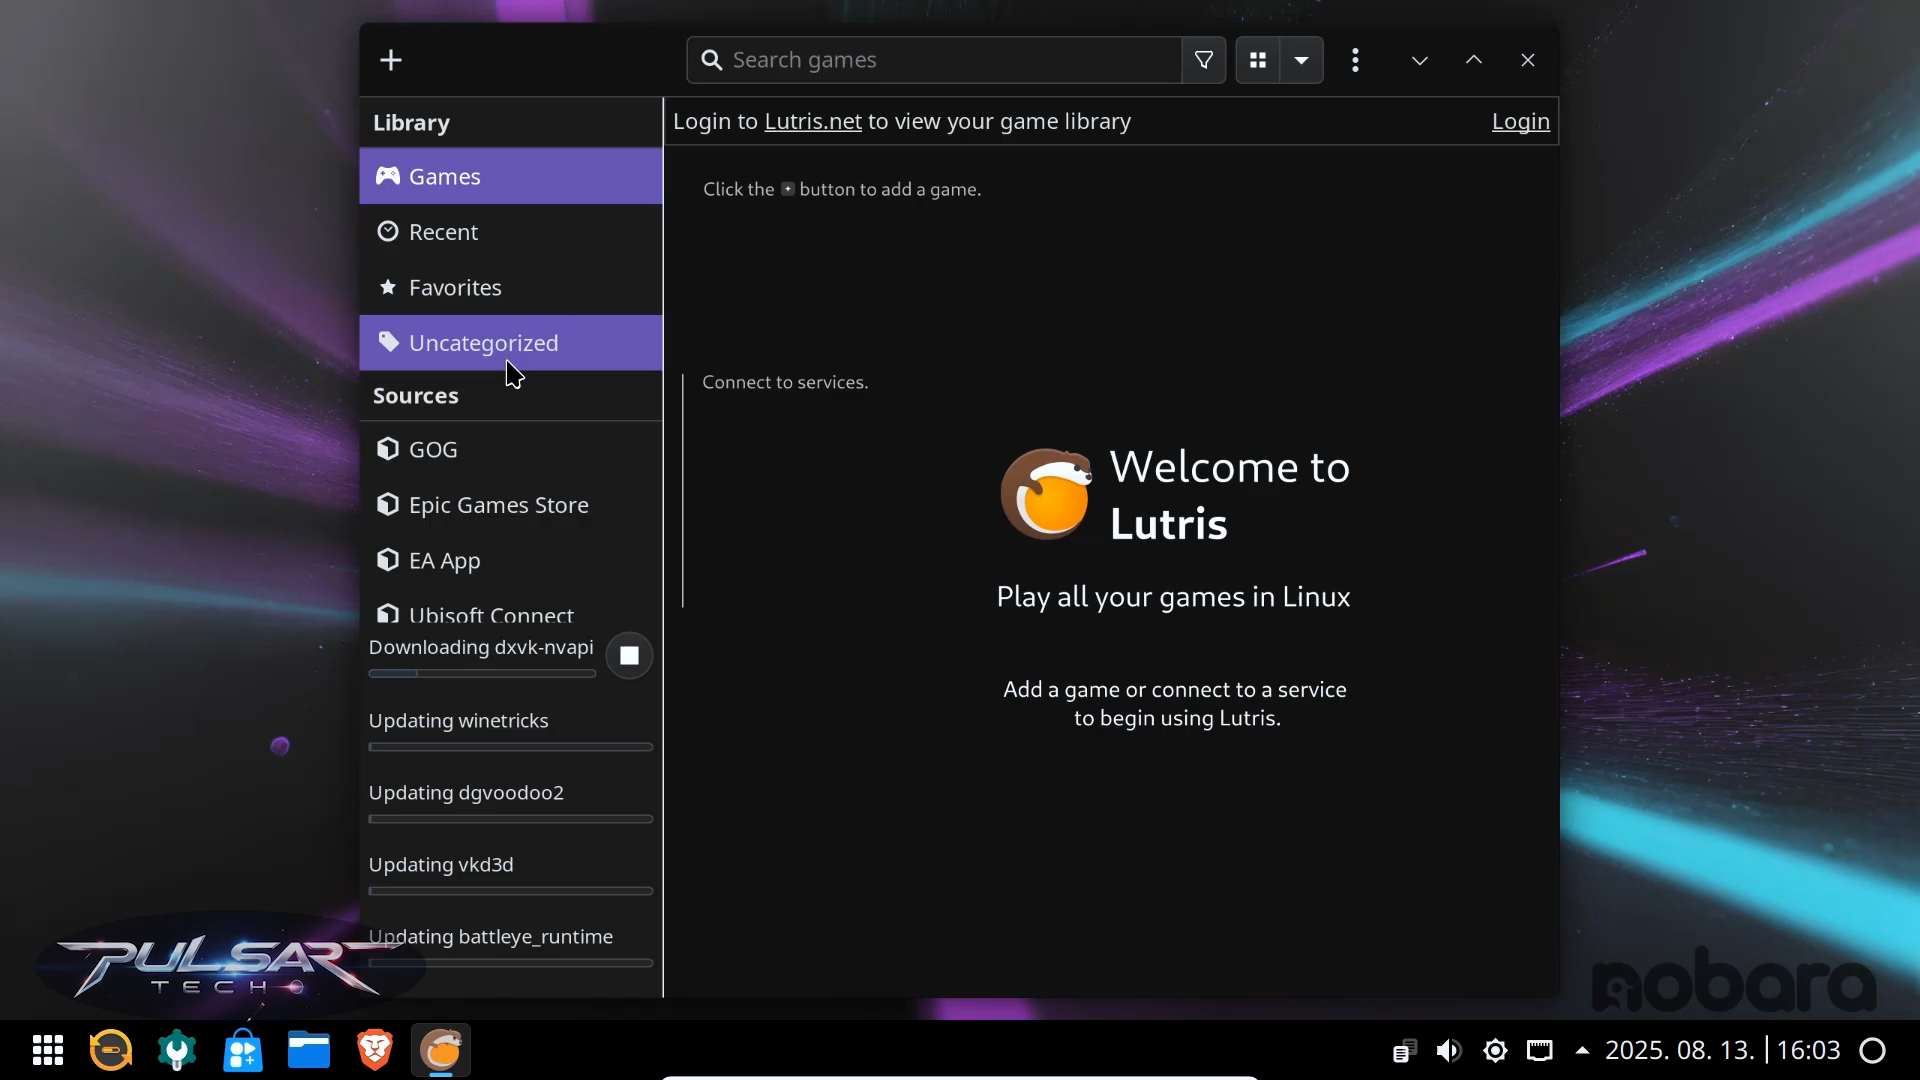 Search games
Library
Login to Lutris.net to view your game library
Login
Games
Click the + button to add a game.
Recent
Favorites
Uncategorized
Connect to services.
Sources
GOG
Welcome to
Lutris
Epic Games Store
EA App
Play all your games in Linux
Ubisoft Connect
Downloading dxvk-nvapi
Add a game or connect to a service
to begin using Lutris.
Updating winetricks
Updating dgvoodoo2
Updating vkd3d
Updating battleye_runtime
PULSAR
TECH
nobara
2025. 08. 13. 16:03